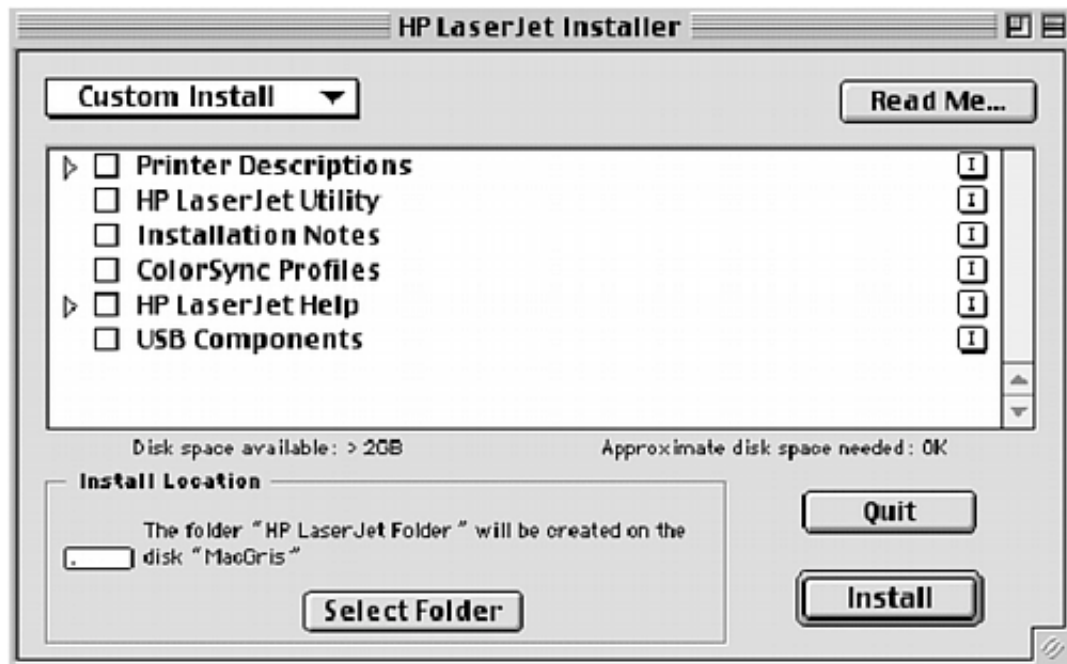 HP LaserJet Installer
Custom Install
Read Me...
Printer Descriptions
HP LaserJet Utility
Installation Notes
ColorSync Profiles
HP LaserJet Help
USB Components
Disk space available: > 2GB
Approximate disk space needed: 0K
Install Location
The folder "HP LaserJet Folder" will be created on the
disk "MacGris"
Select Folder
Quit
Install